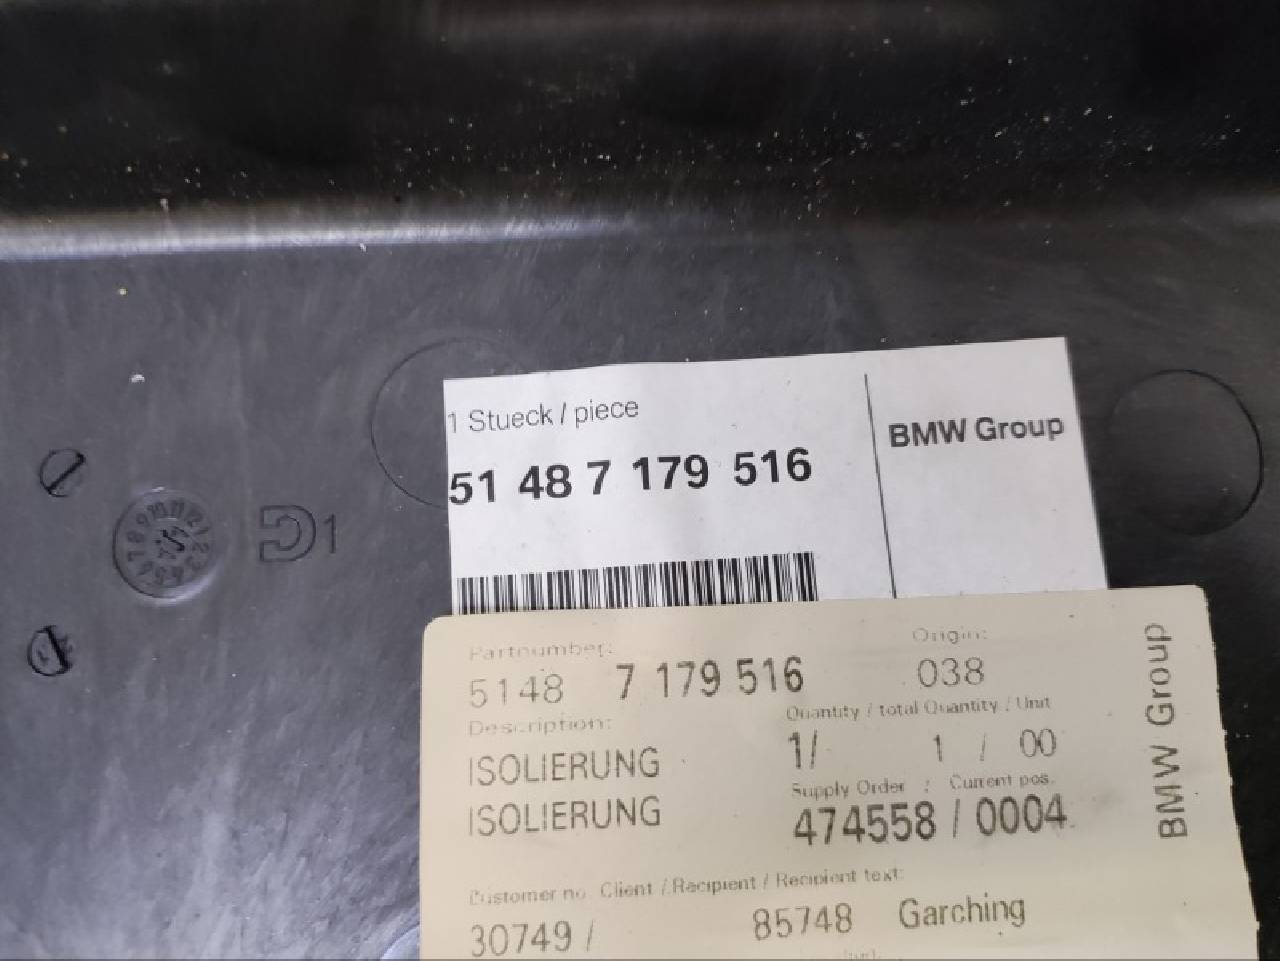 1 Stueck / piece
51 48 7 179 516
BMW Group
1
Partnumber:
5148 7 179 516
Origin:
038
Description:
ISOLIERUNG
ISOLIERUNG
Quantity / total Quantity / Unit
1/ 1 / 00
Supply Order / Current pos.
474558 / 0004
BMW Group
Customer no. Client / Recipient / Recipient text:
30749 / 85748 Garching